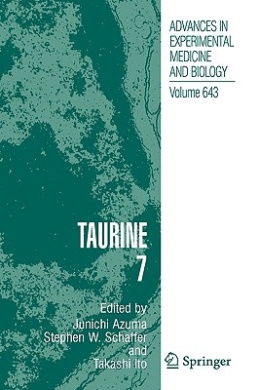 ADVANCES IN
EXPERIMENTAL
MEDICINE
AND BIOLOGY
Volume 643
TAURINE
7
Edited by
Junichi Azuma
Stephen W. Schaffer
and
Takashi Ito
Springer